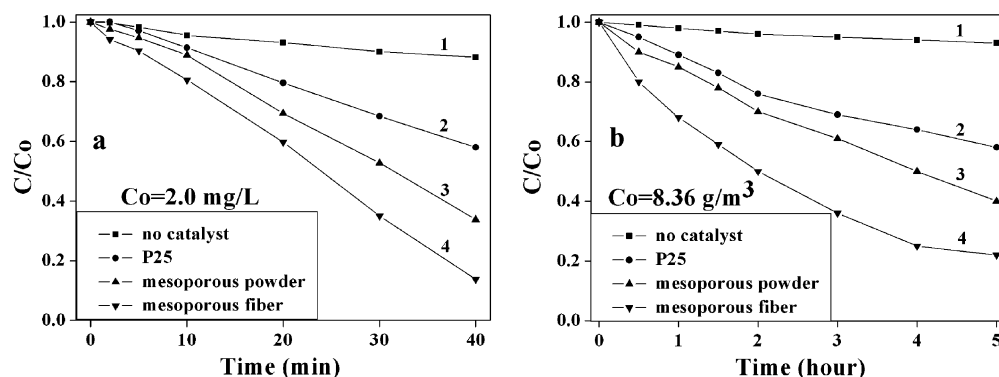 1.0
0.8
0.6
0.4
0.2
0.0
C/Co
a
1
2
3
4
Co=2.0 mg/L
no catalyst
P25
mesoporous powder
mesoporous fiber
0 10 20 30 40
Time (min)
1.0
0.8
0.6
0.4
0.2
0.0
C/Co
b
1
2
3
4
Co=8.36 g/m³
no catalyst
P25
mesoporous powder
mesoporous fiber
0 1 2 3 4 5
Time (hour)